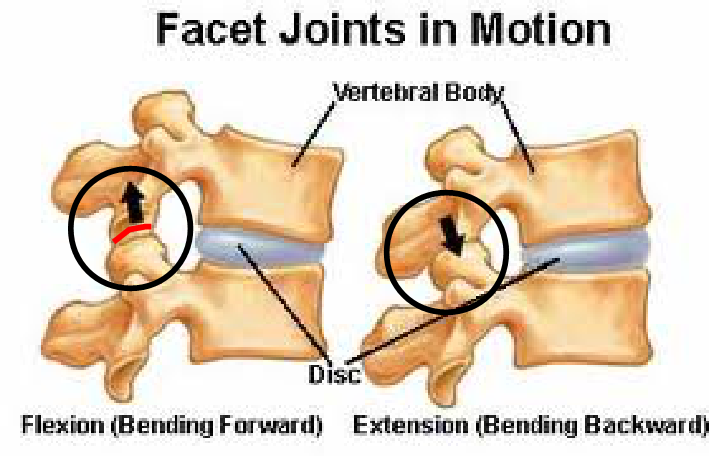 Facet Joints in Motion
Vertebral Body
Disc
Flexion (Bending Forward)
Extension (Bending Backward)